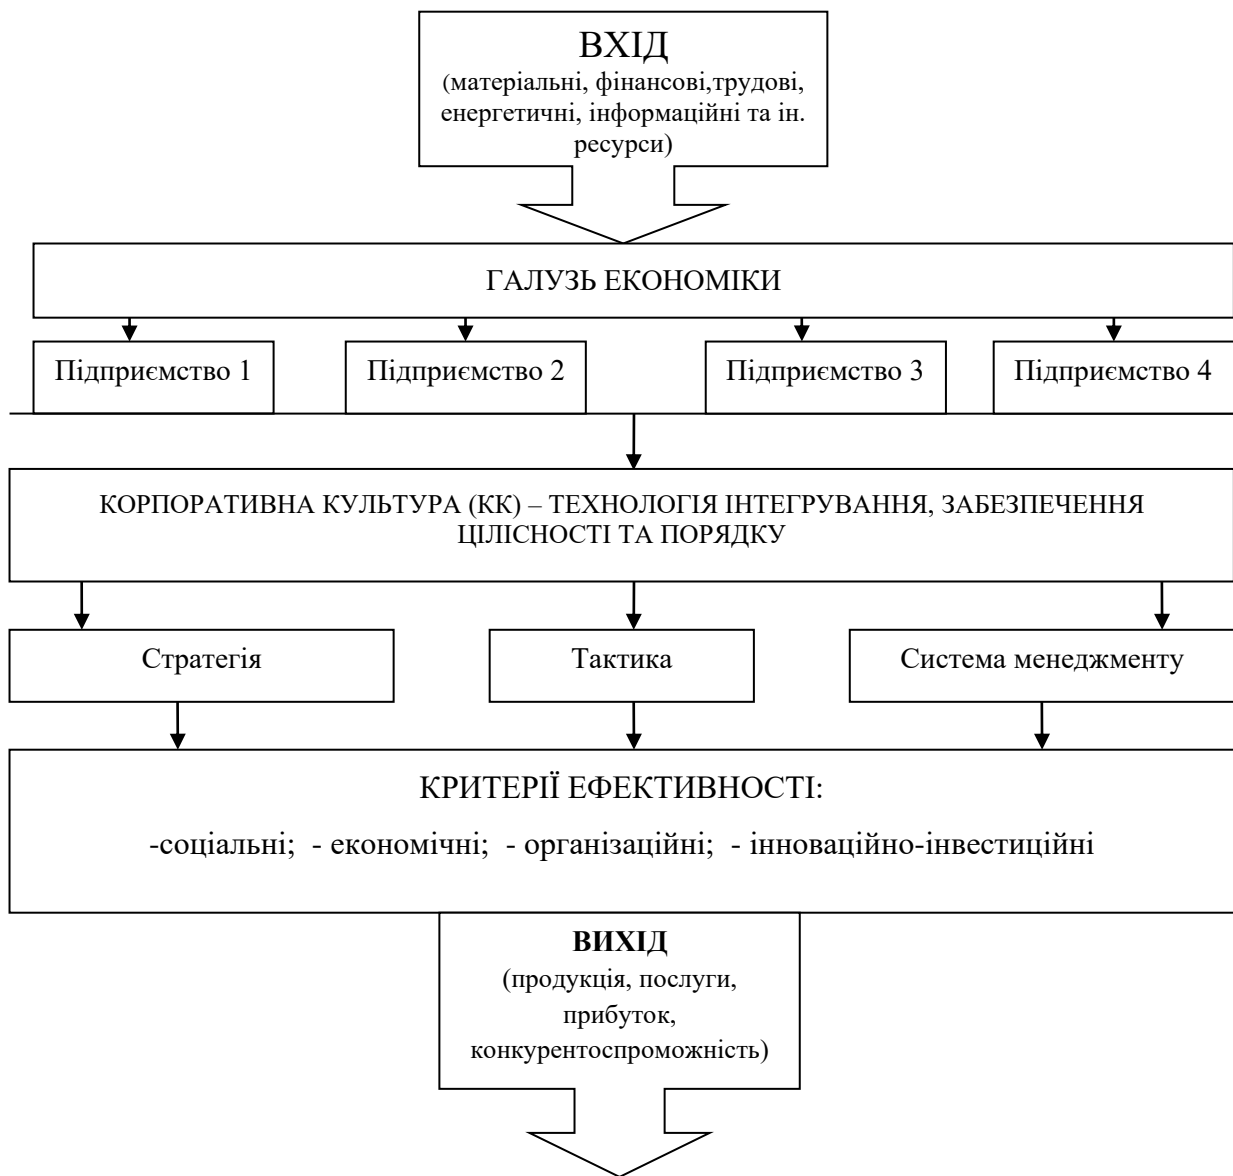 ВХІД
(матеріальні, фінансові,трудові,
енергетичні, інформаційні та ін.
ресурси)
ГАЛУЗЬ ЕКОНОМІКИ
Підприємство 1
Підприємство 2
Підприємство 3
Підприємство 4
КОРПОРАТИВНА КУЛЬТУРА (КК) – ТЕХНОЛОГІЯ ІНТЕГРУВАННЯ, ЗАБЕЗПЕЧЕННЯ
ЦІЛІСНОСТІ ТА ПОРЯДКУ
Стратегія
Тактика
Система менеджменту
КРИТЕРІЇ ЕФЕКТИВНОСТІ:
-соціальні; - економічні; - організаційні; - інноваційно-інвестиційні
ВИХІД
(продукція, послуги,
прибуток,
конкурентоспроможність)